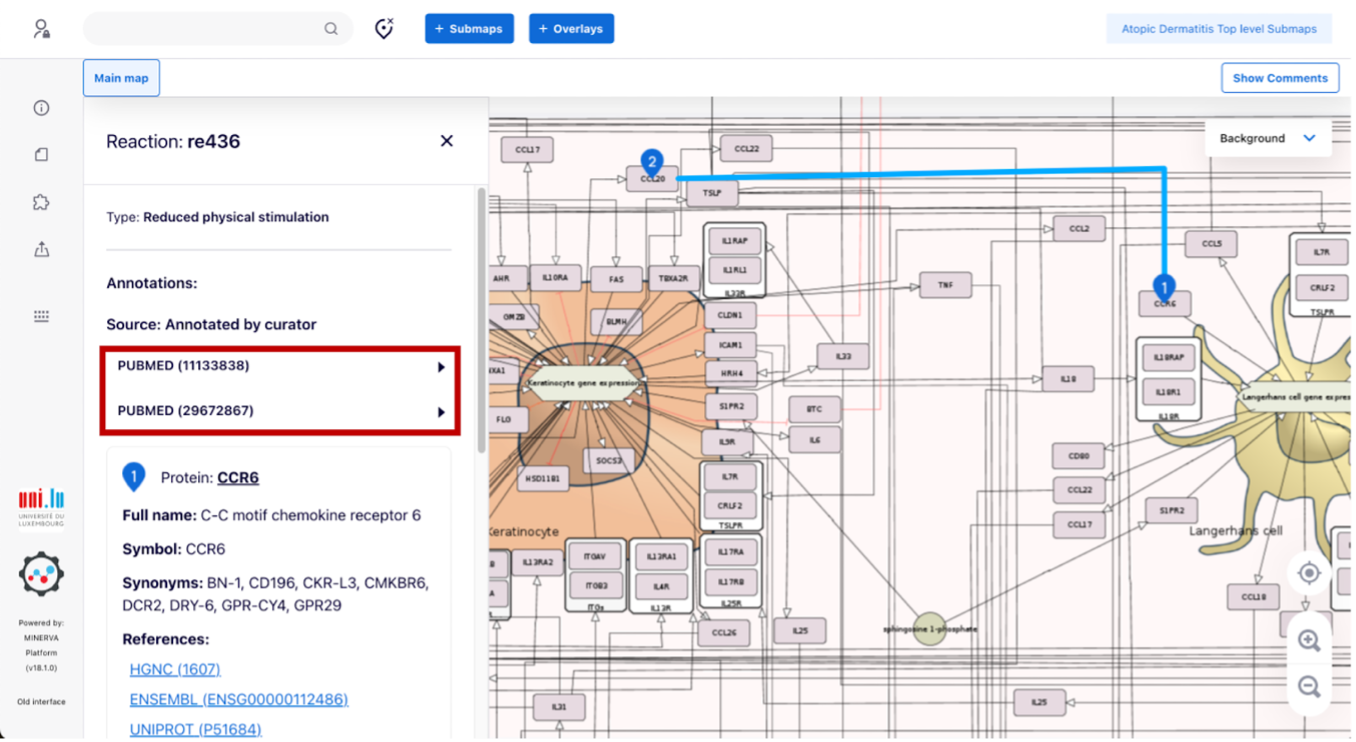 + Submaps
+ Overlays
Atopic Dermatitis Top level Submaps
Main map
Show Comments
Reaction: re436
Type: Reduced physical stimulation
Annotations:
Source: Annotated by curator
PUBMED (11133838)
PUBMED (29672867)
1
Protein: CCR6
Full name: C-C motif chemokine receptor 6
Symbol: CCR6
Synonyms: BN-1, CD196, CKR-L3, CMKBR6,
DCR2, DRY-6, GPR-CY4, GPR29
References:
HGNC (1607)
ENSEMBL (ENSG00000112486)
UNIPROT (P51684)
uni.lu
UNIVERSITÉ DU
LUXEMBOURG
Powered by:
MINERVA
Platform
(v18.1.0)
Old interface
Background
CCL17
2
CCL20
CCL22
TSLP
IL1RAP
IL1RL1
IL33R
AHR
IL10RA
FAS
TBXA2R
BLMH
CLDN1
ICAM1
HRH4
S1PR2
IL9R
IL7R
CRLF2
TSLPR
Keratinocyte gene expression
FLG
SOCS3
HSD11B1
Keratinocyte
IL13RA2
ITGAV
ITGB3
IL13RA1
IL4R
IL13R
IL17RA
IL17RB
IL25R
CCL26
IL25
IL31
TNF
IL33
BTC
IL6
sphingosine 1-phosphate
CCL2
CCL5
1
CCR6
IL18
IL18RAP
IL18R1
IL18R
CD80
CCL22
CCL17
S1PR2
Langerhans cell
CCL18
IL25
IL7R
CRLF2
TSLPR